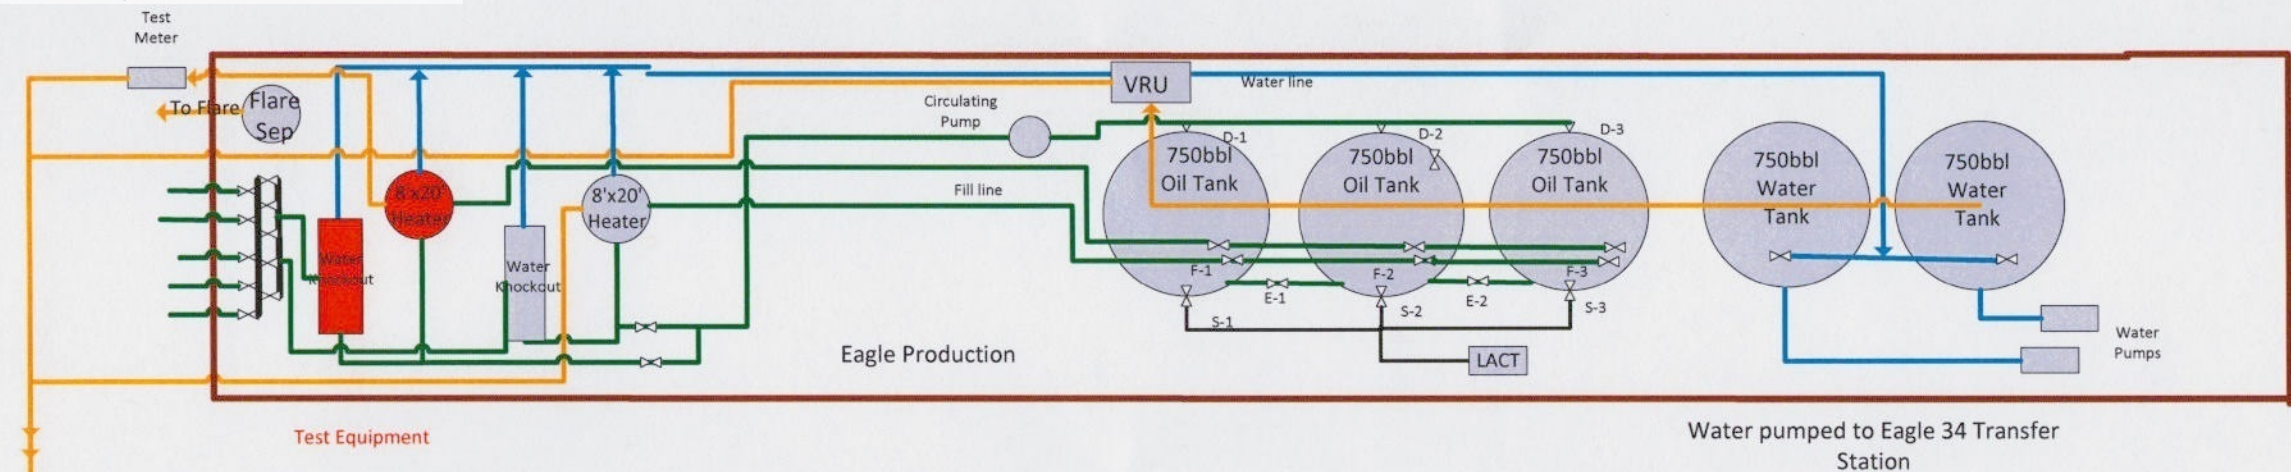 Test
Meter
To Flare
Flare
Sep
8'x20'
Heater
Water
Knockout
8'x20'
Heater
Water
Knockout
Circulating
Pump
Fill line
VRU
Water line
D-1
750bbl
Oil Tank
D-2
750bbl
Oil Tank
D-3
750bbl
Oil Tank
750bbl
Water
Tank
750bbl
Water
Tank
F-1
F-2
F-3
E-1
E-2
S-1
S-2
S-3
LACT
Water
Pumps
Eagle Production
Test Equipment
Water pumped to Eagle 34 Transfer
Station